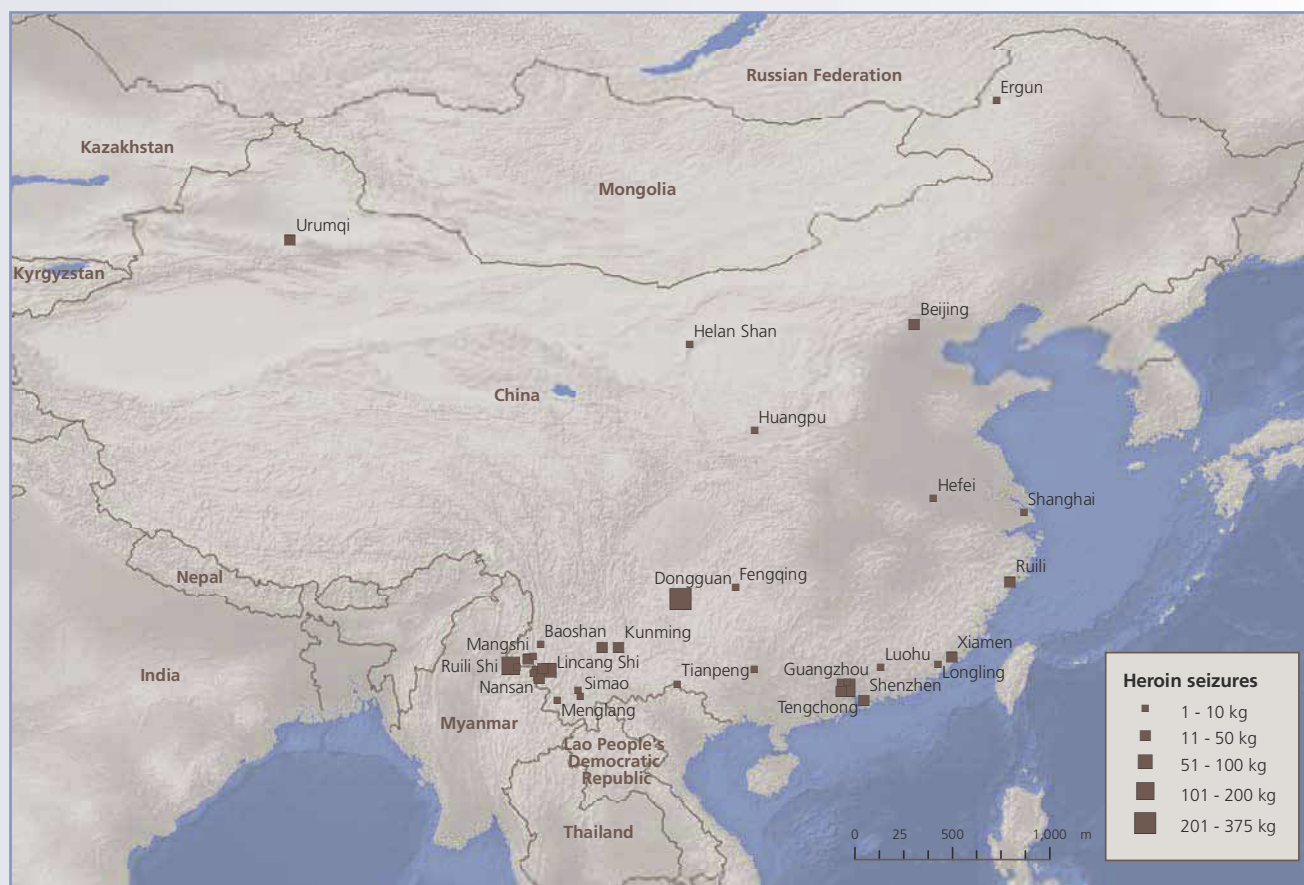 Russian Federation
Ergun
Kazakhstan
Mongolia
Urumqi
Kyrgyzstan
Beijing
Helan Shan
China
Huangpu
Hefei
Shanghai
Ruili
Nepal
Dongguan
Fengqing
Baoshan
Kunming
Mangshi
Xiamen
Ruili Shi
Lincang Shi
Luohu
Tianpeng
Guangzhou
Longling
India
Nansan
Simao
Shenzhen
Menglang
Tengchong
Myanmar
Lao People's
Democratic
Republic
Thailand
Heroin seizures
1 - 10 kg
11 - 50 kg
51 - 100 kg
101 - 200 kg
201 - 375 kg
0 25 500 1,000 m